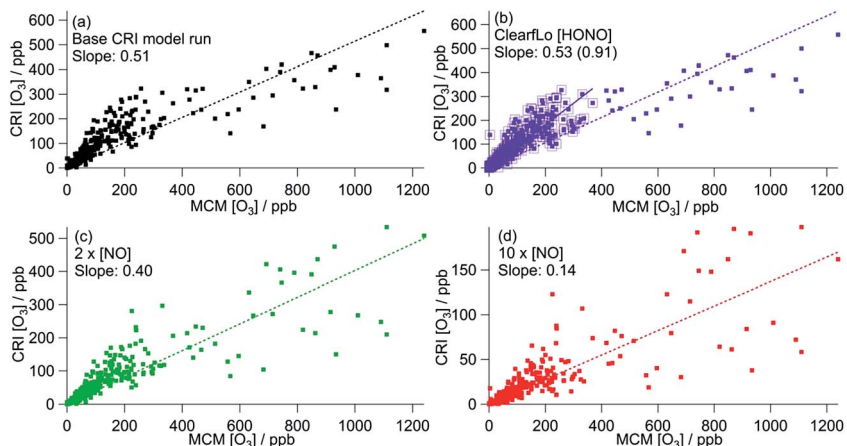 (a)
Base CRI model run
Slope: 0.51
CRI [O₃] / ppb
600
500
400
300
200
100
0
0 200 400 600 800 1000 1200
MCM [O₃] / ppb
(b)
ClearfLo [HONO]
Slope: 0.53 (0.91)
CRI [O₃] / ppb
600
500
400
300
200
100
0
0 200 400 600 800 1000 1200
MCM [O₃] / ppb
(c)
2 x [NO]
Slope: 0.40
CRI [O₃] / ppb
500
400
300
200
100
0
0 200 400 600 800 1000 1200
MCM [O₃] / ppb
(d)
10 x [NO]
Slope: 0.14
CRI [O₃] / ppb
150
100
50
0
0 200 400 600 800 1000 1200
MCM [O₃] / ppb